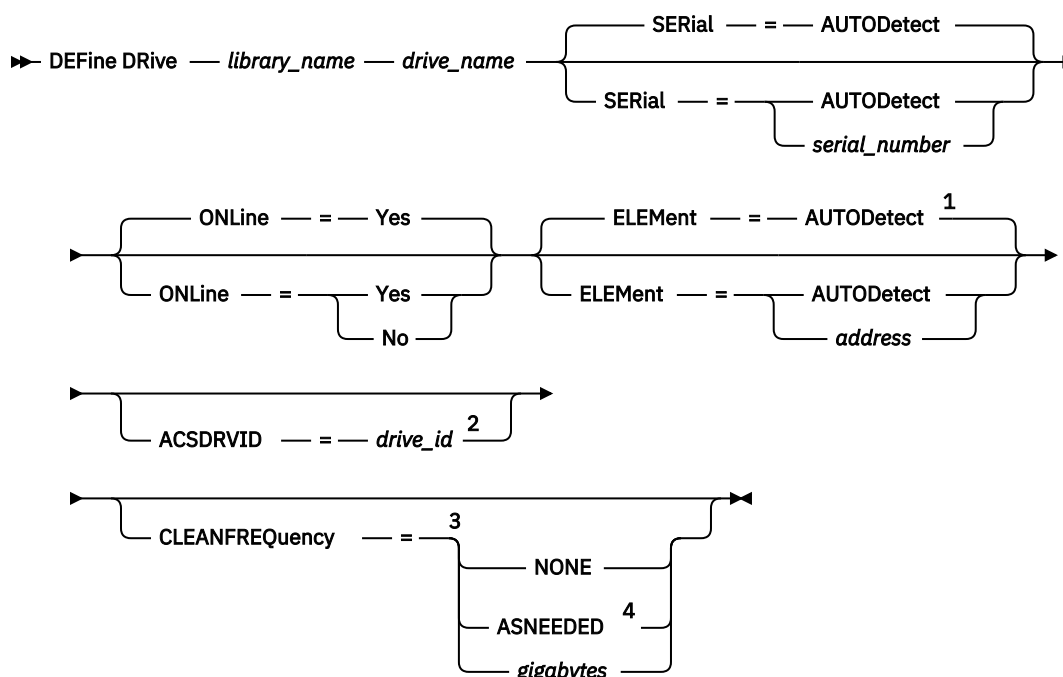 SERial = AUTODetect
DEFine DRive library_name drive_name
SERial = AUTODetect
serial_number
ONLine = Yes
ELEMent = AUTODetect 1
ONLine = Yes
No
ELEMent = AUTODetect
address
ACSDRVID = drive_id 2
CLEANFREQuency = 3
NONE
ASNEEDED 4
gigabytes